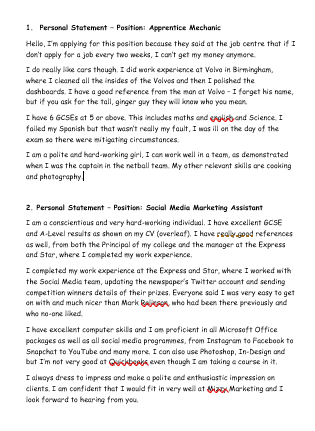 1. Personal Statement – Position: Apprentice Mechanic
Hello, I'm applying for this position because they said at the job centre that if I
don't apply for a job every two weeks, I can't get my money anymore.
I do really like cars though. I did work experience at Volvo in Birmingham,
where I cleaned all the insides of the Volvos and then I polished the
dashboards. I have a good reference from the man at Volvo – I forget his name,
but if you ask for the tall, ginger guy they will know who you mean.
I have 6 GCSEs at 5 or above. This includes maths and english and Science. I
failed my Spanish but that wasn't really my fault, I was ill on the day of the
exam so there were mitigating circumstances.
I am a polite and hard-working girl, I can work well in a team, as demonstrated
when I was the captain in the netball team. My other relevant skills are cooking
and photography.
2. Personal Statement – Position: Social Media Marketing Assistant
I am a conscientious and very hard-working individual. I have excellent GCSE
and A-Level results as shown on my CV (overleaf). I have really good references
as well, from both the Principal of my college and the manager at the Express
and Star, where I completed my work experience.
I completed my work experience at the Express and Star, where I worked with
the Social Media team, updating the newspaper's Twitter account and sending
competition winners details of their prizes. Everyone said I was very easy to get
on with and much nicer than Mark Ralinson, who had been there previously and
who no-one liked.
I have excellent computer skills and I am proficient in all Microsoft Office
packages as well as all social media programmes, from Instagram to Facebook to
Snapchat to YouTube and many more. I can also use Photoshop, In-Design and
but I'm not very good at Quickbooks even though I am taking a course in it.
I always dress to impress and make a polite and enthusiastic impression on
clients. I am confident that I would fit in very well at Mizzy Marketing and I
look forward to hearing from you.